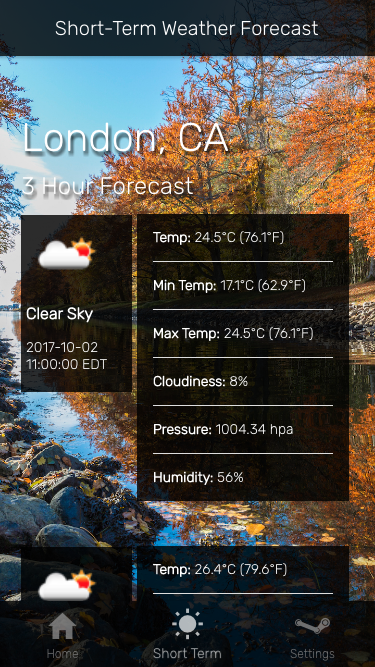 Short-Term Weather Forecast
London, CA
3 Hour Forecast
Clear Sky
2017-10-02
11:00:00 EDT
Temp: 24.5°C (76.1°F)
Min Temp: 17.1°C (62.9°F)
Max Temp: 24.5°C (76.1°F)
Cloudiness: 8%
Pressure: 1004.34 hpa
Humidity: 56%
Temp: 26.4°C (79.6°F)
Home
Short Term
Settings